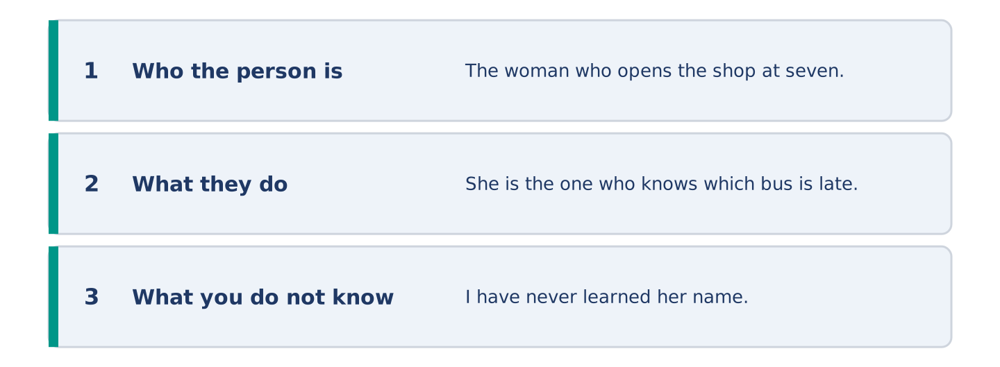 1 Who the person is The woman who opens the shop at seven.
2 What they do She is the one who knows which bus is late.
3 What you do not know I have never learned her name.